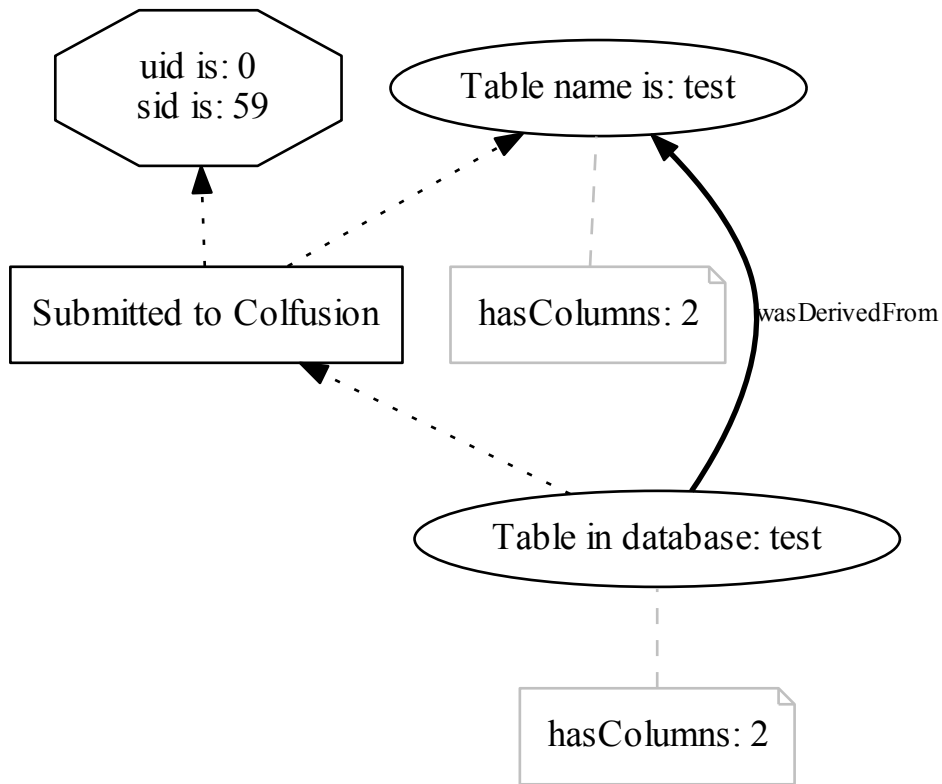 uid is: 0
sid is: 59
Table name is: test
Submitted to Colfusion
hasColumns: 2
wasDerivedFrom
Table in database: test
hasColumns: 2